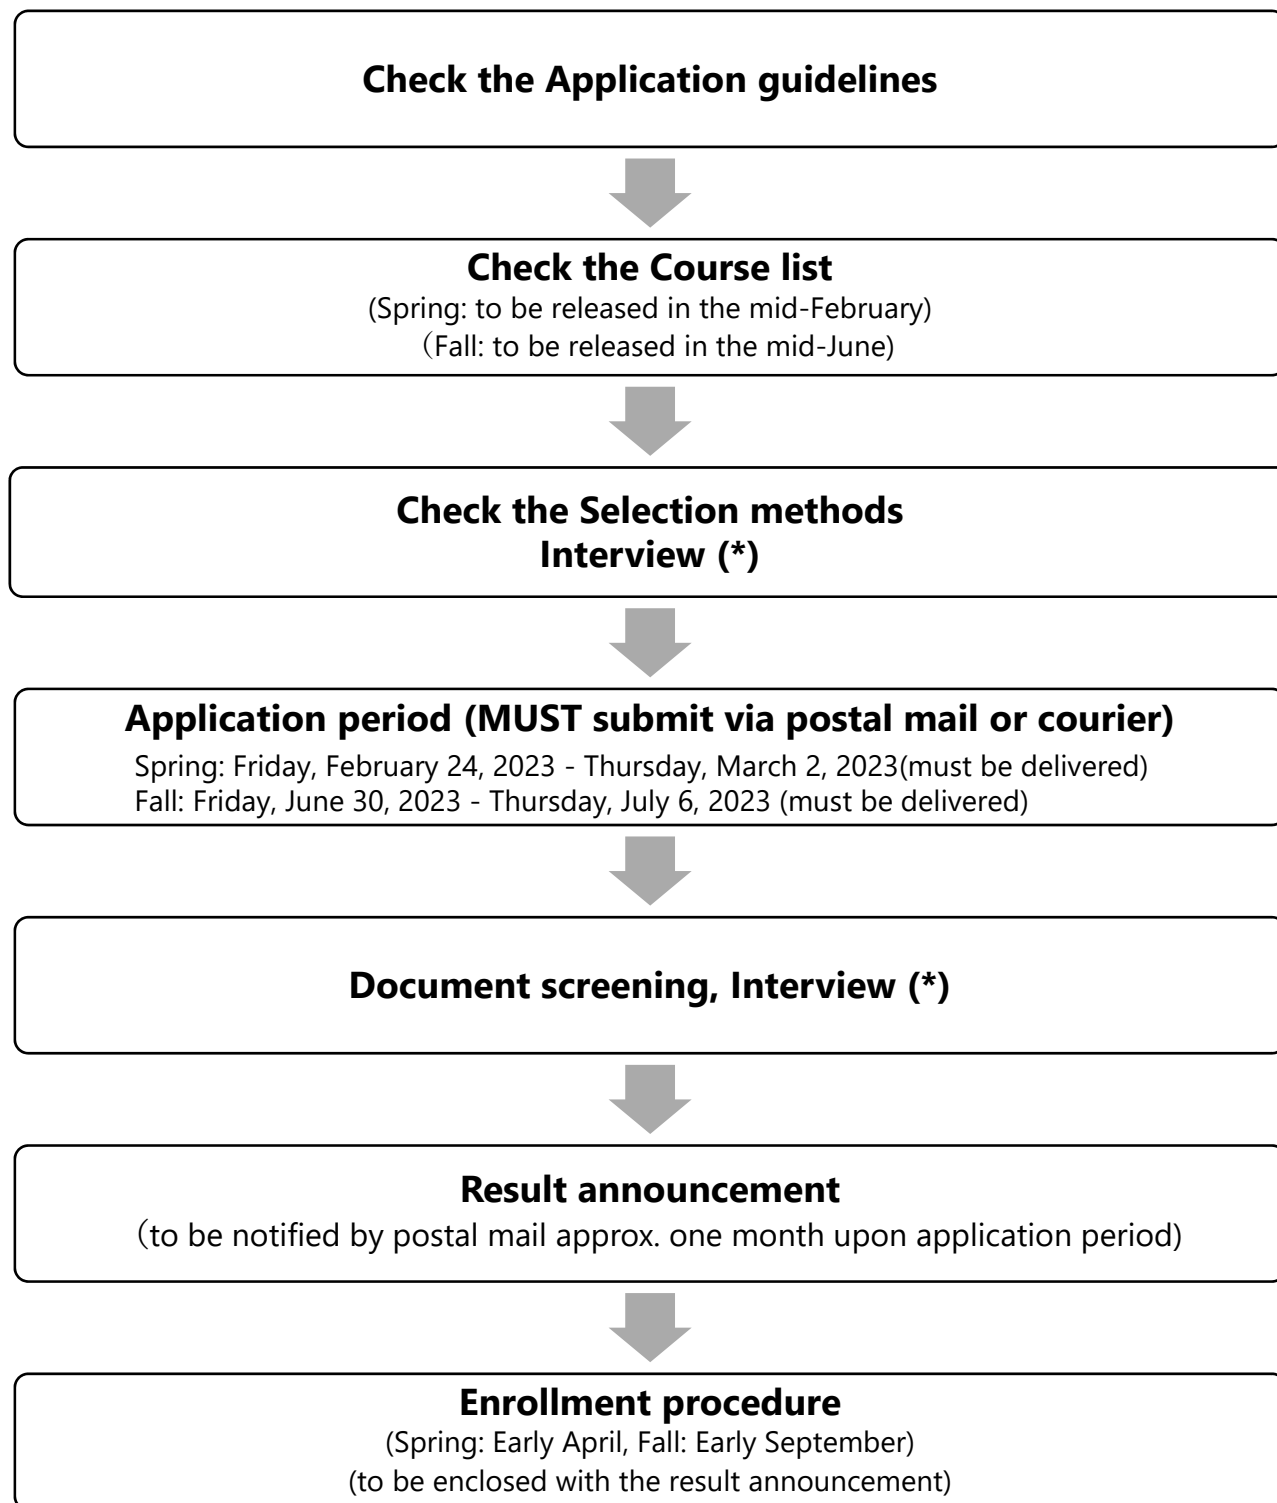 Check the Application guidelines
Check the Course list
(Spring: to be released in the mid-February)
（Fall: to be released in the mid-June)
Check the Selection methods
Interview (*)
Application period (MUST submit via postal mail or courier)
Spring: Friday, February 24, 2023 - Thursday, March 2, 2023(must be delivered)
Fall: Friday, June 30, 2023 - Thursday, July 6, 2023 (must be delivered)
Document screening, Interview (*)
Result announcement
（to be notified by postal mail approx. one month upon application period)
Enrollment procedure
(Spring: Early April, Fall: Early September)
(to be enclosed with the result announcement)